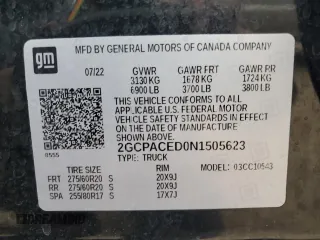 gm
MFD BY GENERAL MOTORS OF CANADA COMPANY
07/22 GVWR GAWR FRT GAWR RR
3130 KG 1678 KG 1724 KG
6900 LB 3700 LB 3800 LB
THIS VEHICLE CONFORMS TO ALL APPLICABLE U.S. FEDERAL MOTOR VEHICLE SAFETY
STANDARDS IN EFFECT ON THE DATE OF MANUFACTURE
SHOWN ABOVE.
2GCPACED0N1505623 03CC10543
TYPE: TRUCK
TIRE SIZE RIM
FRT 275/60R20 S 20X9J
RR 275/60R20 S 20X9J
SPA 255/80R17 S 17X7J